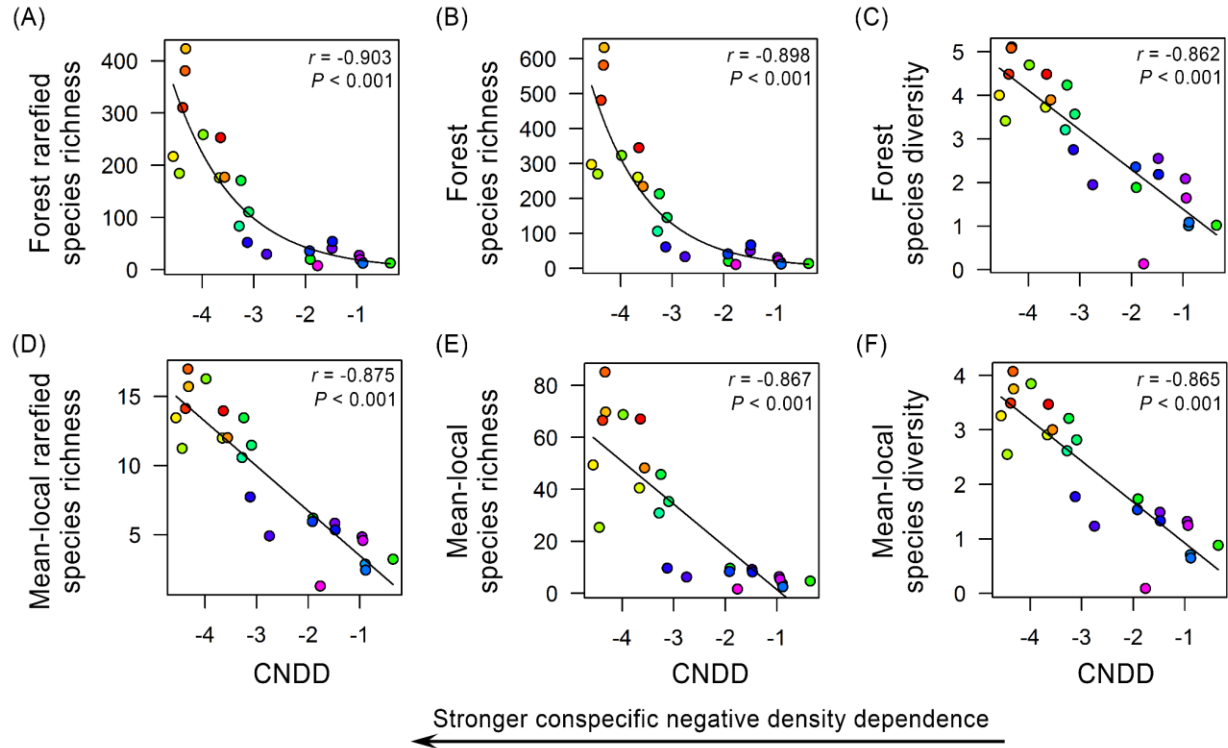 (A)
Forest rarefied
species richness
400
300
200
100
0
r = -0.903
P < 0.001
-4 -3 -2 -1
(B)
Forest
species richness
600
500
400
300
200
100
0
r = -0.898
P < 0.001
-4 -3 -2 -1
(C)
Forest
species diversity
5
4
3
2
1
0
r = -0.862
P < 0.001
-4 -3 -2 -1
(D)
Mean-local rarefied
species richness
15
10
5
r = -0.875
P < 0.001
-4 -3 -2 -1
CNDD
(E)
Mean-local
species richness
80
60
40
20
0
r = -0.867
P < 0.001
-4 -3 -2 -1
CNDD
(F)
Mean-local
species diversity
4
3
2
1
0
r = -0.865
P < 0.001
-4 -3 -2 -1
CNDD
Stronger conspecific negative density dependence